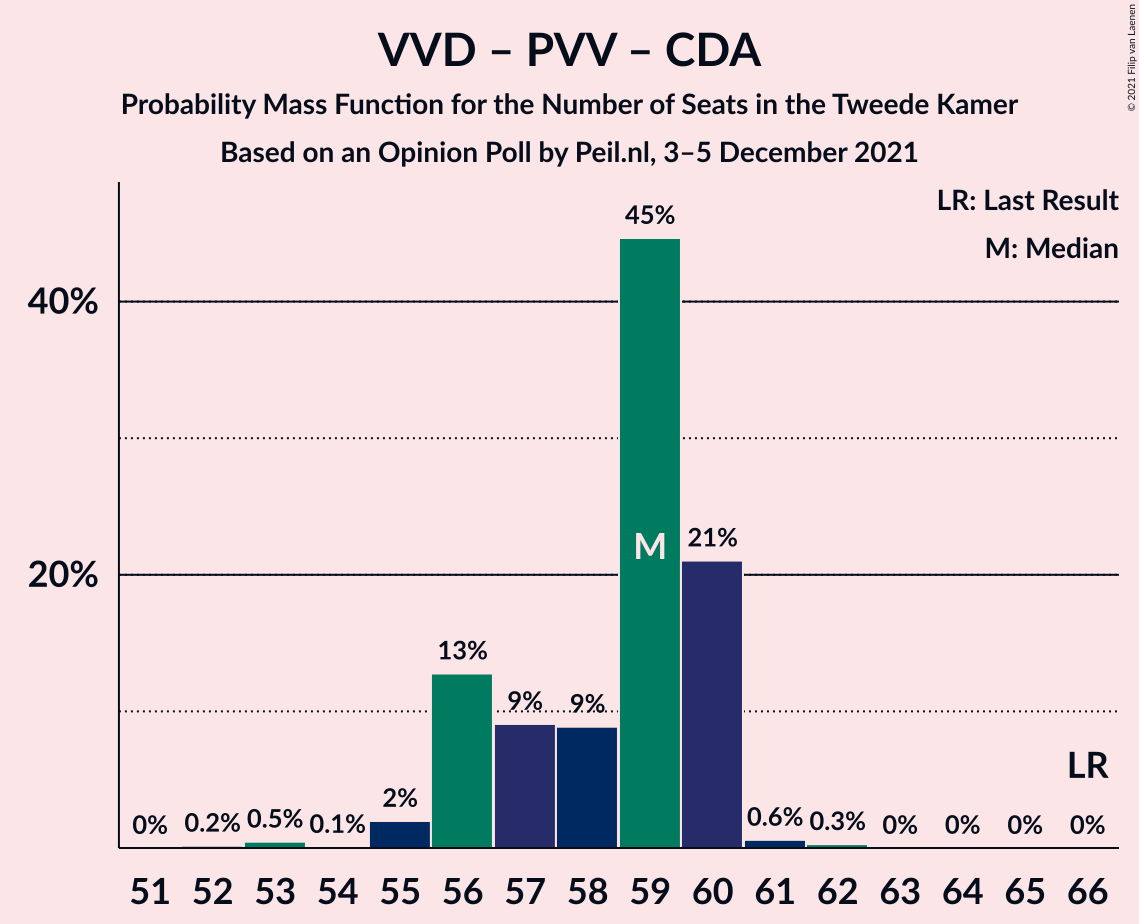 VVD – PVV – CDA
Probability Mass Function for the Number of Seats in the Tweede Kamer
Based on an Opinion Poll by Peil.nl, 3–5 December 2021
© 2021 Filip van Laenen
LR: Last Result
M: Median
45%
40%
M
21%
20%
13%
9%
9%
LR
2%
0%
0.2%
0.5%
0.1%
0.6%
0.3%
0%
0%
0%
0%
51 52 53 54 55 56 57 58 59 60 61 62 63 64 65 66